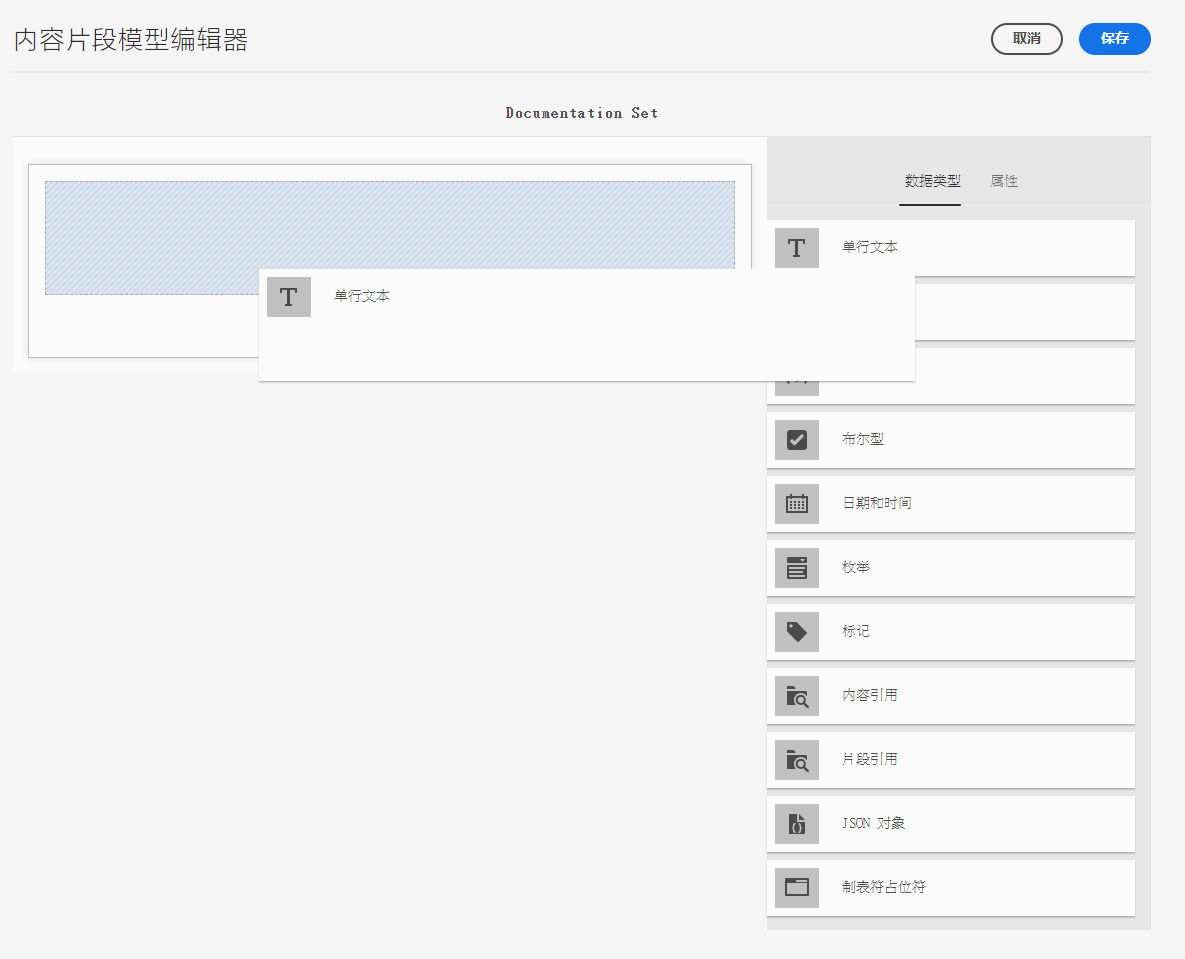 内容片段模型编辑器
取消
保存
Documentation Set
数据类型
属性
单行文本
单行文本
布尔型
日期和时间
枚举
标记
内容引用
片段引用
JSON 对象
制表符占位符